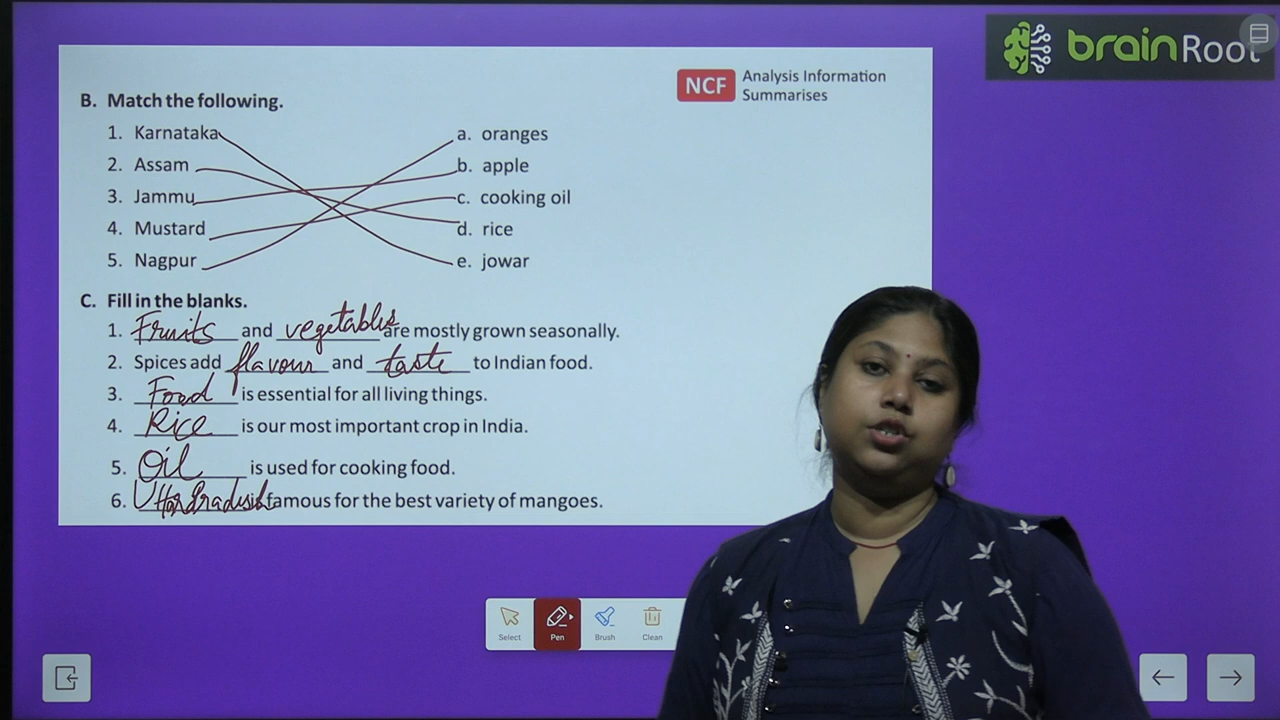 brainRoot
NCF Analysis Information
Summarises
B. Match the following.
1. Karnataka a. oranges
2. Assam b. apple
3. Jammu c. cooking oil
4. Mustard d. rice
5. Nagpur e. jowar
C. Fill in the blanks.
1. Fruits and vegetables are mostly grown seasonally.
2. Spices add flavour and taste to Indian food.
3. Food is essential for all living things.
4. Rice is our most important crop in India.
5. Oil is used for cooking food.
6. Uttar Pradesh is famous for the best variety of mangoes.
Select Pen Brush Clean